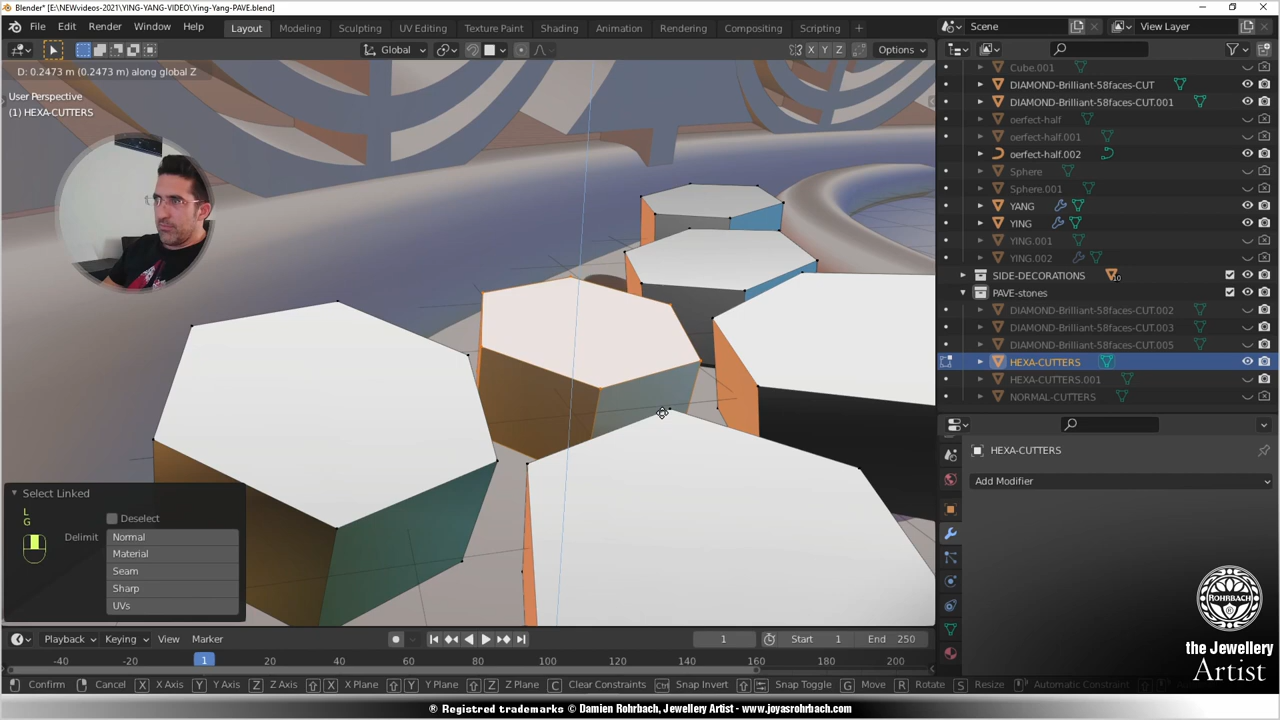 Blender* [E:\NEWvideos-2021\YING-YANG-VIDEO\Ying-Yang-PAVE.blend]
File Edit Render Window Help
Layout Modeling Sculpting UV Editing Texture Paint Shading Animation Rendering Compositing Scripting +
Scene
View Layer
Global
X Y Z
Options
D: 0.2473 m (0.2473 m) along global Z
User Perspective
(1) HEXA-CUTTERS
Cube.001
DIAMOND-Brilliant-58faces-CUT
DIAMOND-Brilliant-58faces-CUT.001
oerfect-half
oerfect-half.001
oerfect-half.002
Sphere
Sphere.001
YANG
YING
YING.001
YING.002
SIDE-DECORATIONS 10
PAVE-stones
DIAMOND-Brilliant-58faces-CUT.002
DIAMOND-Brilliant-58faces-CUT.003
DIAMOND-Brilliant-58faces-CUT.005
HEXA-CUTTERS
HEXA-CUTTERS.001
NORMAL-CUTTERS
HEXA-CUTTERS
Add Modifier
Select Linked
L
G
Deselect
Delimit
Normal
Material
Seam
Sharp
UVs
Playback Keying View Marker
1
Start 1
End 250
-40 -20 1 20 40 60 80 100 120 140 160 180 200
Confirm Cancel X X Axis Y Y Axis Z Z Axis X X Plane Y Y Plane Z Z Plane C Clear Constraints Ctrl Snap Invert Snap Toggle G Move R Rotate S Resize Automatic Constraint
ROHRBACH
the Jewellery
Artist
® Registred trademarks © Damien Rohrbach, Jewellery Artist - www.joyasrohrbach.com